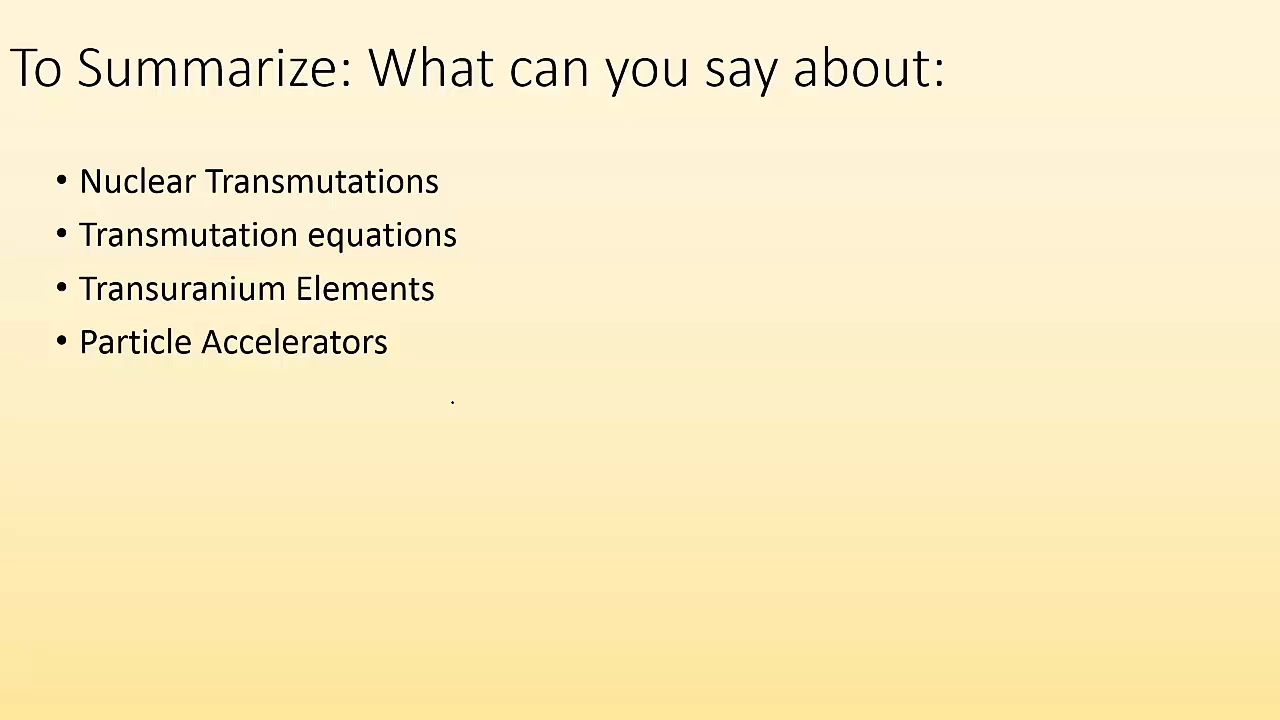 To Summarize: What can you say about:
• Nuclear Transmutations
• Transmutation equations
• Transuranium Elements
• Particle Accelerators